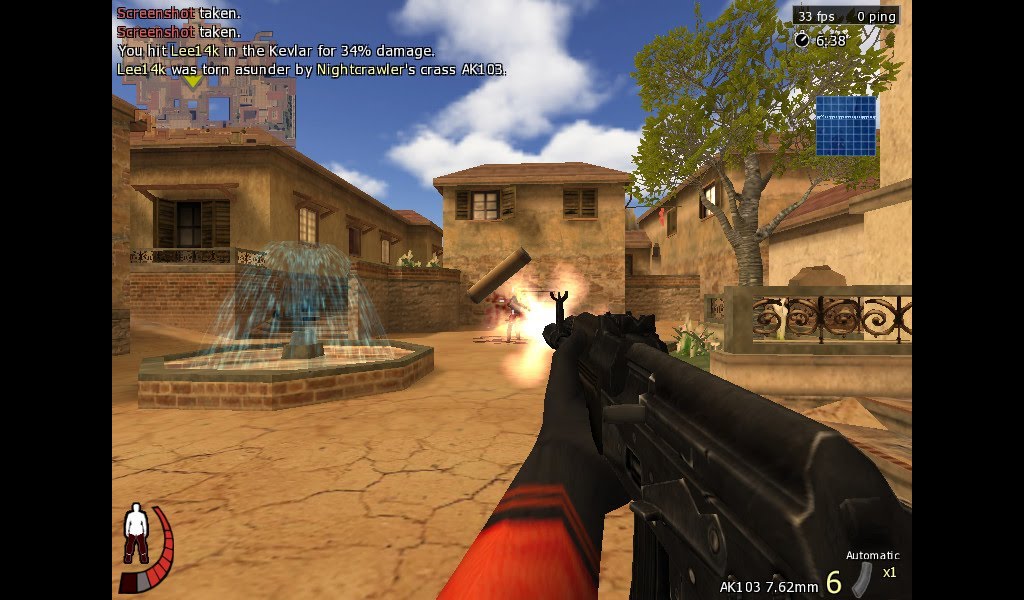 Screenshot taken.
33 fps 0 ping
Screenshot taken.
6:38
You hit Lee14k in the Kevlar for 34% damage.
Lee14k was torn asunder by Nightcrawler's crass AK103.
Automatic
x1
AK103 7.62mm 6